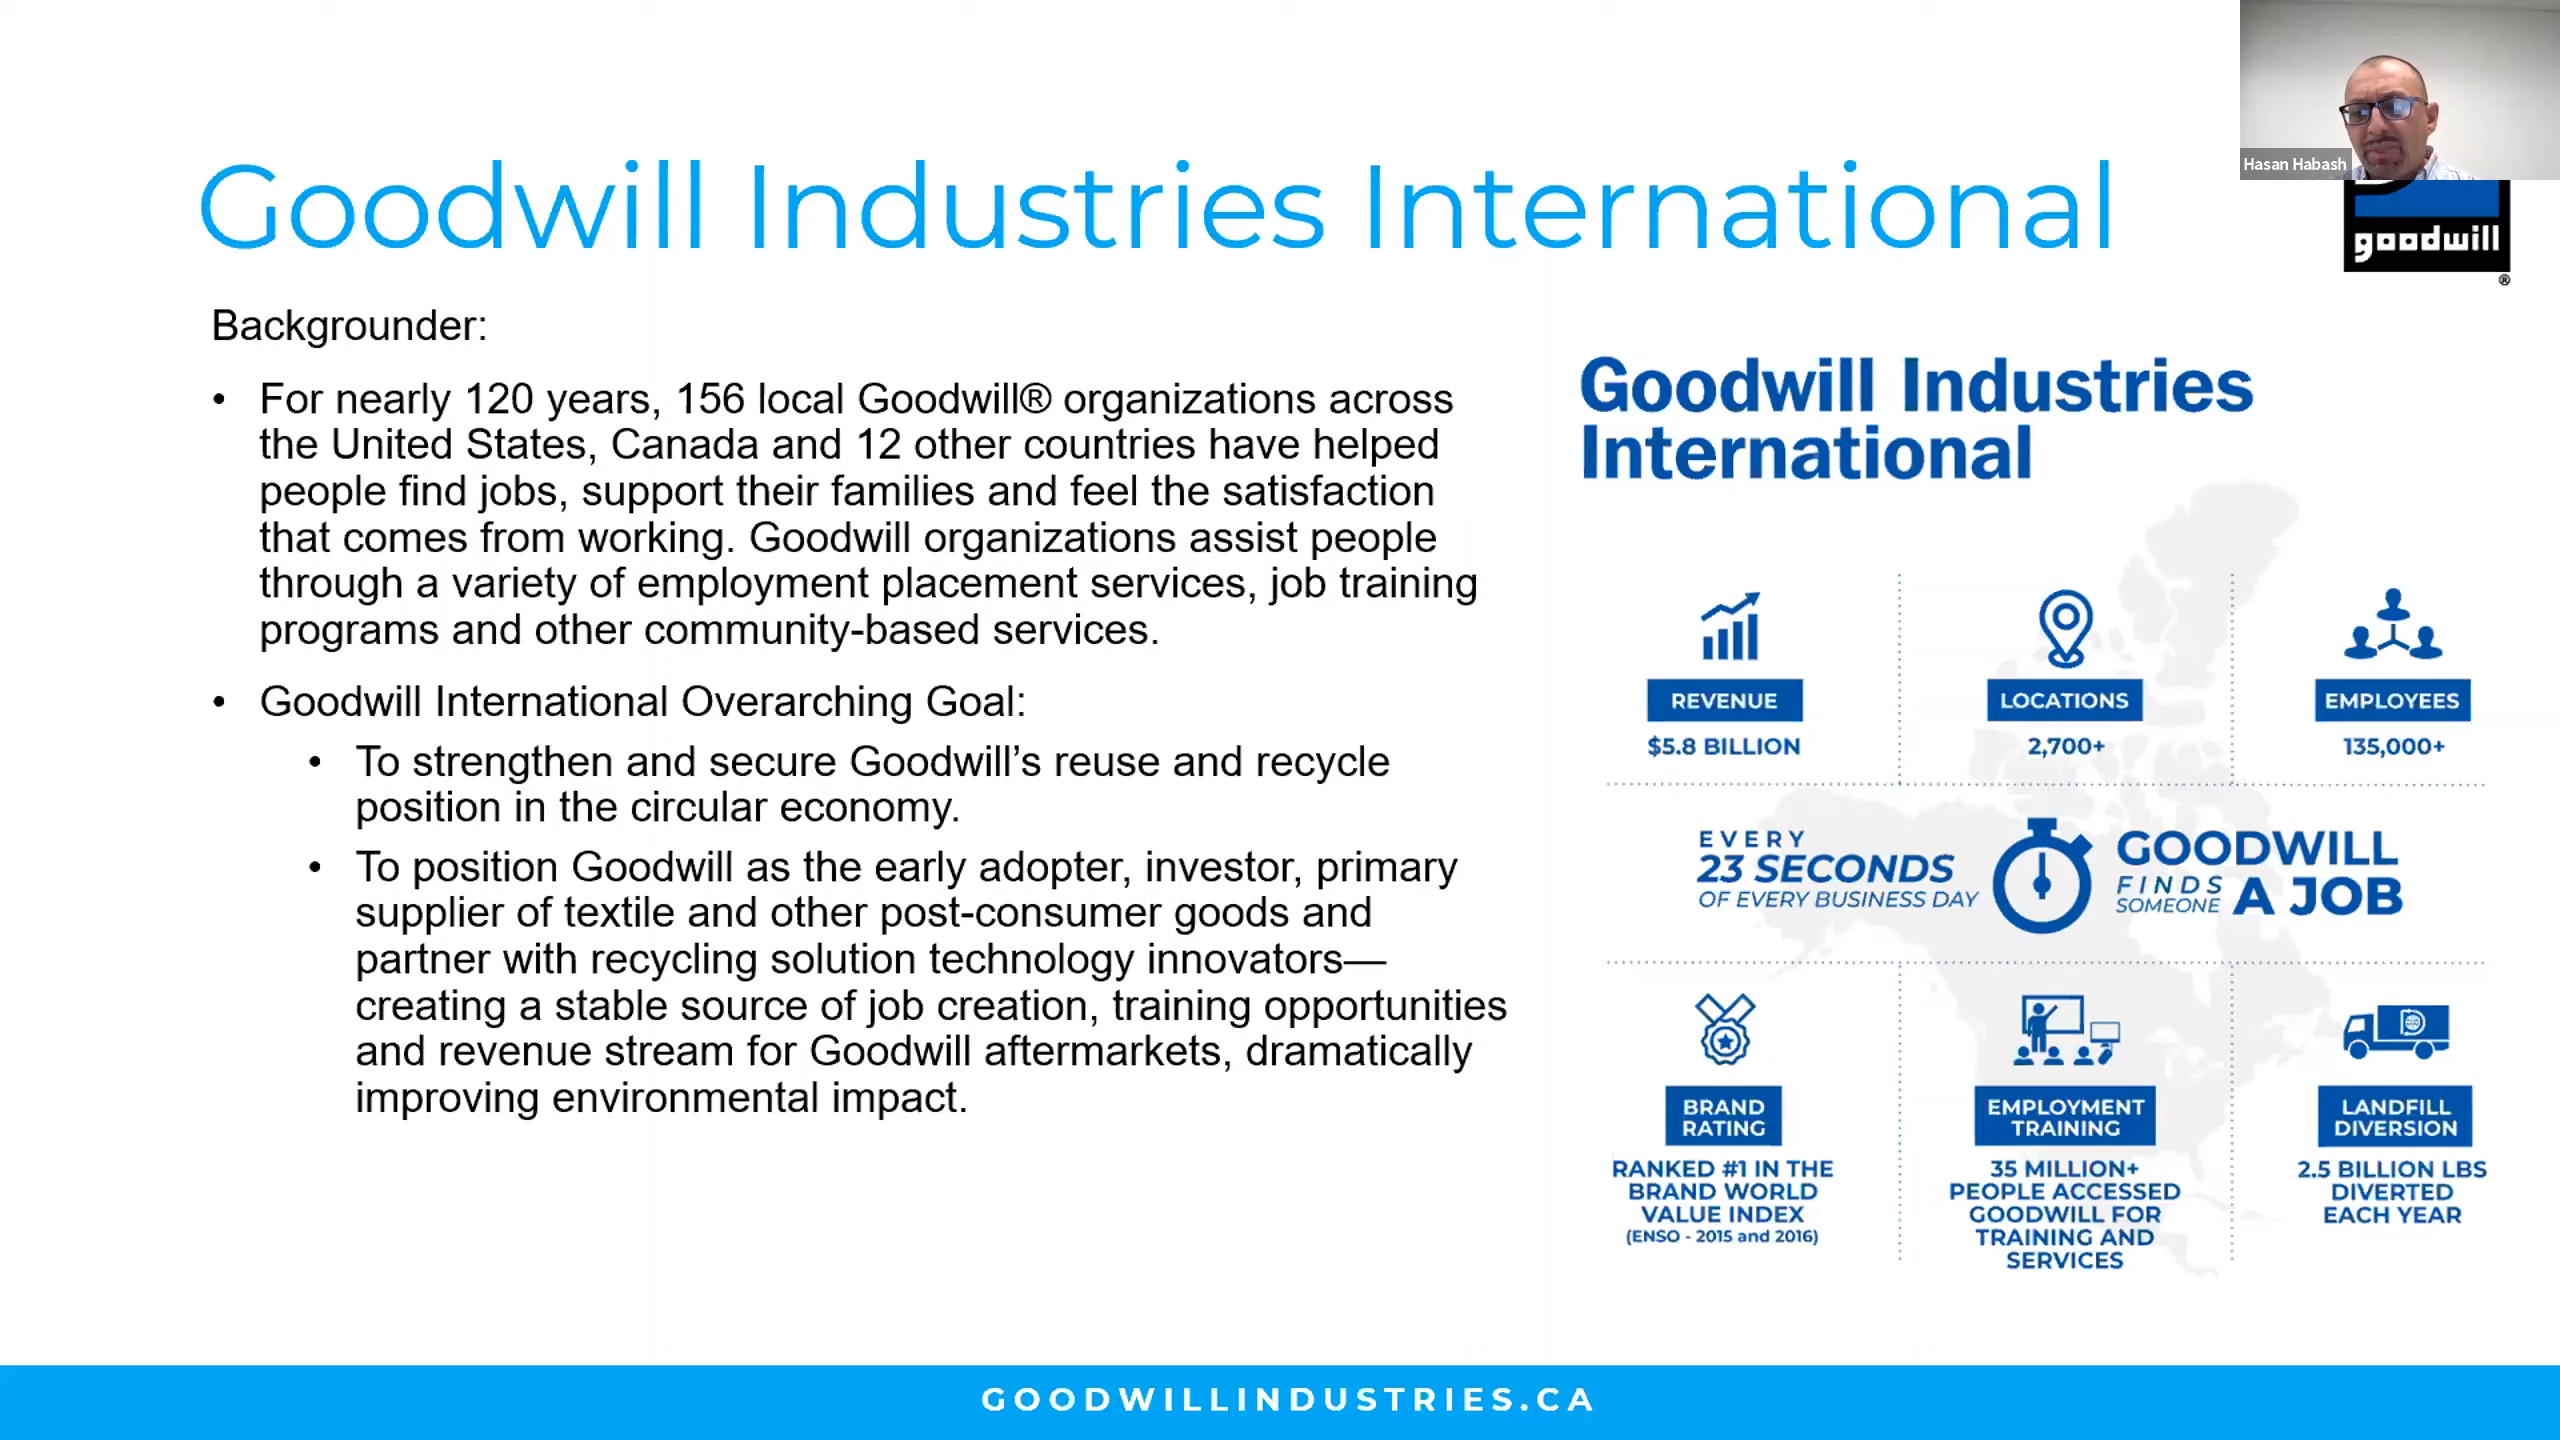 Hasan Habash
Goodwill Industries International
goodwill
®
Backgrounder:
• For nearly 120 years, 156 local Goodwill® organizations across
the United States, Canada and 12 other countries have helped
people find jobs, support their families and feel the satisfaction
that comes from working. Goodwill organizations assist people
through a variety of employment placement services, job training
programs and other community-based services.
• Goodwill International Overarching Goal:
• To strengthen and secure Goodwill’s reuse and recycle
position in the circular economy.
• To position Goodwill as the early adopter, investor, primary
supplier of textile and other post-consumer goods and
partner with recycling solution technology innovators—
creating a stable source of job creation, training opportunities
and revenue stream for Goodwill aftermarkets, dramatically
improving environmental impact.
Goodwill Industries
International
REVENUE
$5.8 BILLION
LOCATIONS
2,700+
EMPLOYEES
135,000+
EVERY
23 SECONDS
OF EVERY BUSINESS DAY
GOODWILL
FINDS
SOMEONE
A JOB
BRAND
RATING
RANKED #1 IN THE
BRAND WORLD
VALUE INDEX
(ENSO - 2015 and 2016)
EMPLOYMENT
TRAINING
35 MILLION+
PEOPLE ACCESSED
GOODWILL FOR
TRAINING AND
SERVICES
LANDFILL
DIVERSION
2.5 BILLION LBS
DIVERTED
EACH YEAR
GOODWILLINDUSTRIES.CA